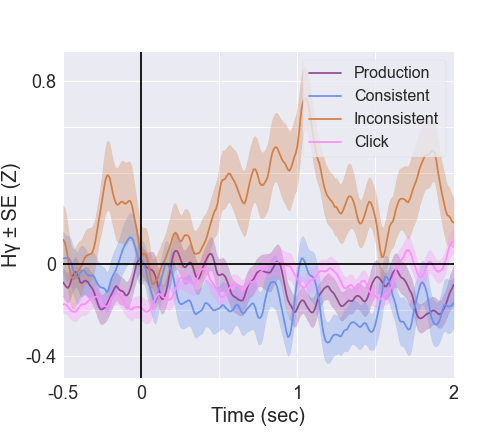 Production
Consistent
Inconsistent
Click
0.8
0
-0.4
Hγ ± SE (Z)
-0.5 0 1 2
Time (sec)